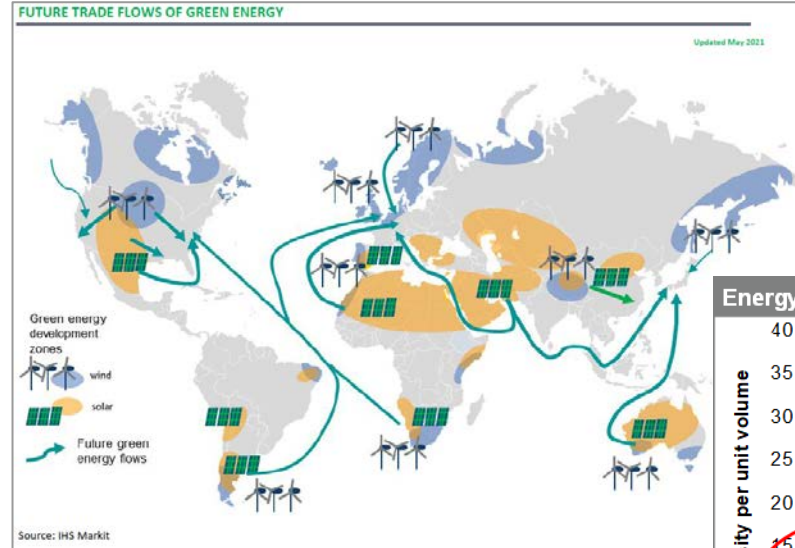 FUTURE TRADE FLOWS OF GREEN ENERGY
Updated May 2021
Green energy
development
zones
wind
solar
Future green
energy flows
Source: IHS Markit
Energy
ity per unit volume
40
35
30
25
20
15